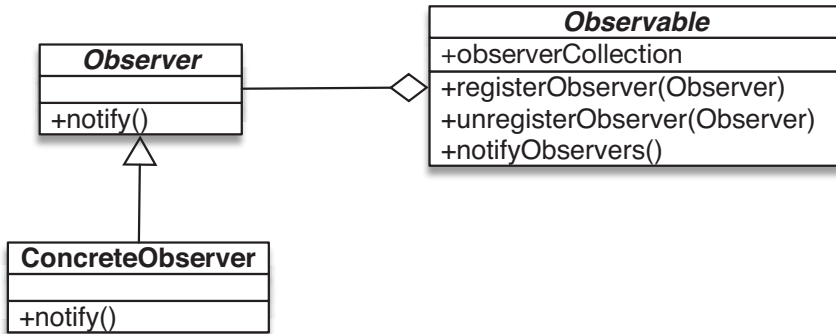 Observer
+notify()
Observable
+observerCollection
+registerObserver(Observer)
+unregisterObserver(Observer)
+notifyObservers()
ConcreteObserver
+notify()